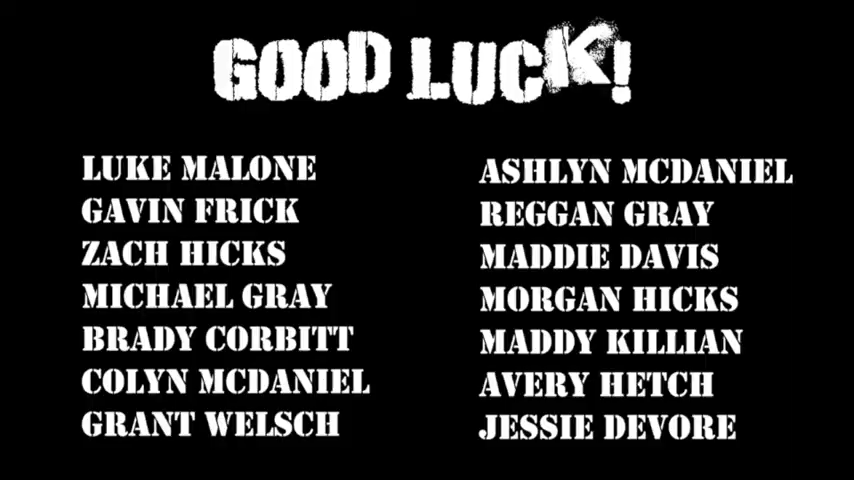 GOOD LUCK!
LUKE MALONE
GAVIN FRICK
ZACH HICKS
MICHAEL GRAY
BRADY CORBITT
COLYN MCDANIEL
GRANT WELSCH
ASHLYN MCDANIEL
REGGAN GRAY
MADDIE DAVIS
MORGAN HICKS
MADDY KILLIAN
AVERY HETCH
JESSIE DEVORE